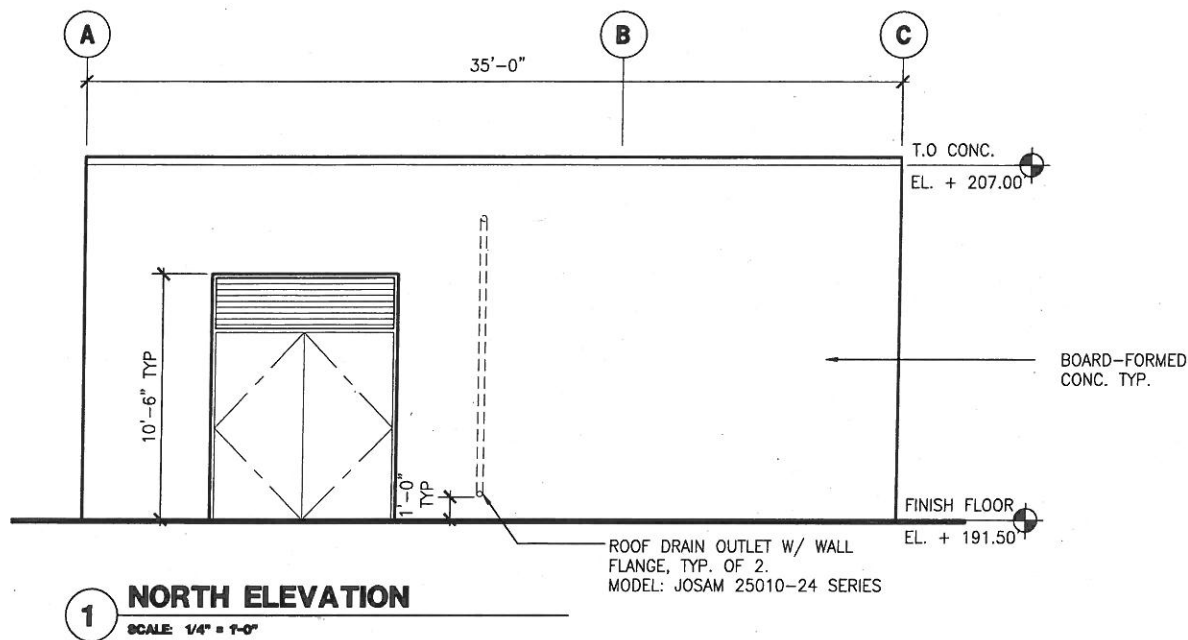 A
B
C
35'-0"
T.O CONC.
EL. + 207.00'
10'-6" TYP
1'-0"
TYP
BOARD-FORMED
CONC. TYP.
FINISH FLOOR
EL. + 191.50'
ROOF DRAIN OUTLET W/ WALL
FLANGE, TYP. OF 2.
MODEL: JOSAM 25010-24 SERIES
1
NORTH ELEVATION
SCALE: 1/4" = 1'-0"